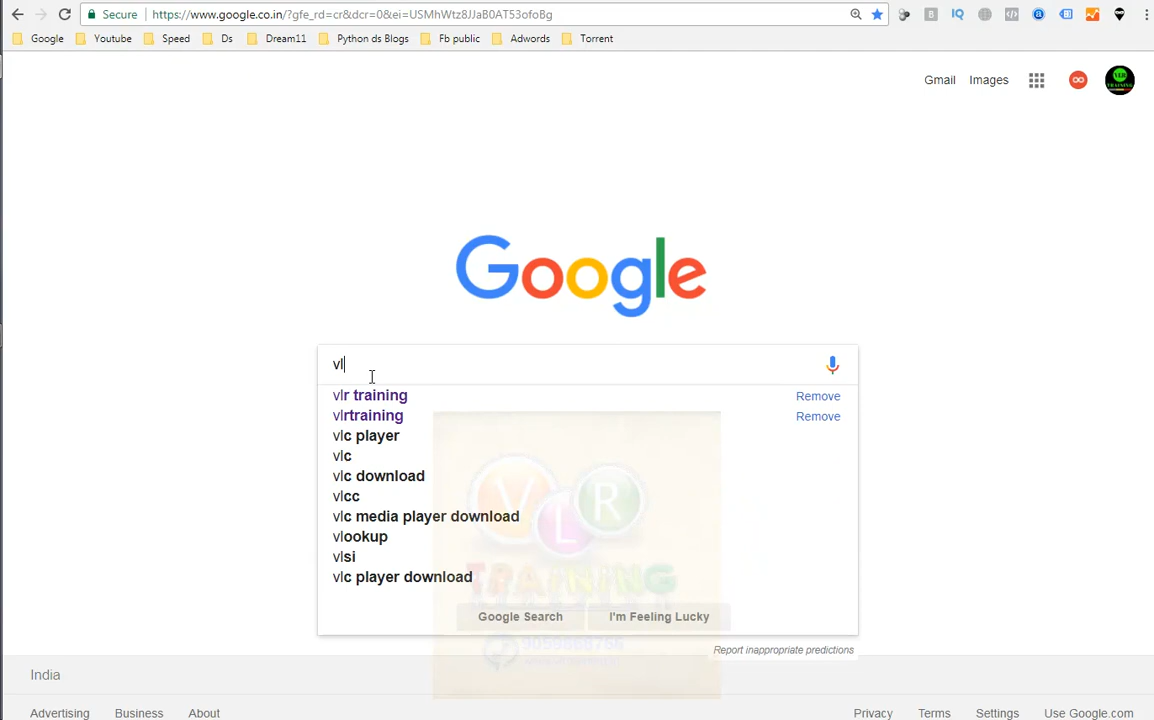 Secure https://www.google.co.in/?gfe_rd=cr&dcr=0&ei=USMhWtz8JJaB0AT53ofoBg
Google Youtube Speed Ds Dream11 Python ds Blogs Fb public Adwords Torrent
Gmail Images
Google
vl
vlr training Remove
vlrtraining Remove
vlc player
vlc
vlc download
vlcc
vlc media player download
vlookup
vlsi
vlc player download
VLR
TRAINING
Google Search I'm Feeling Lucky
Report inappropriate predictions
India
Advertising Business About Privacy Terms Settings Use Google.com